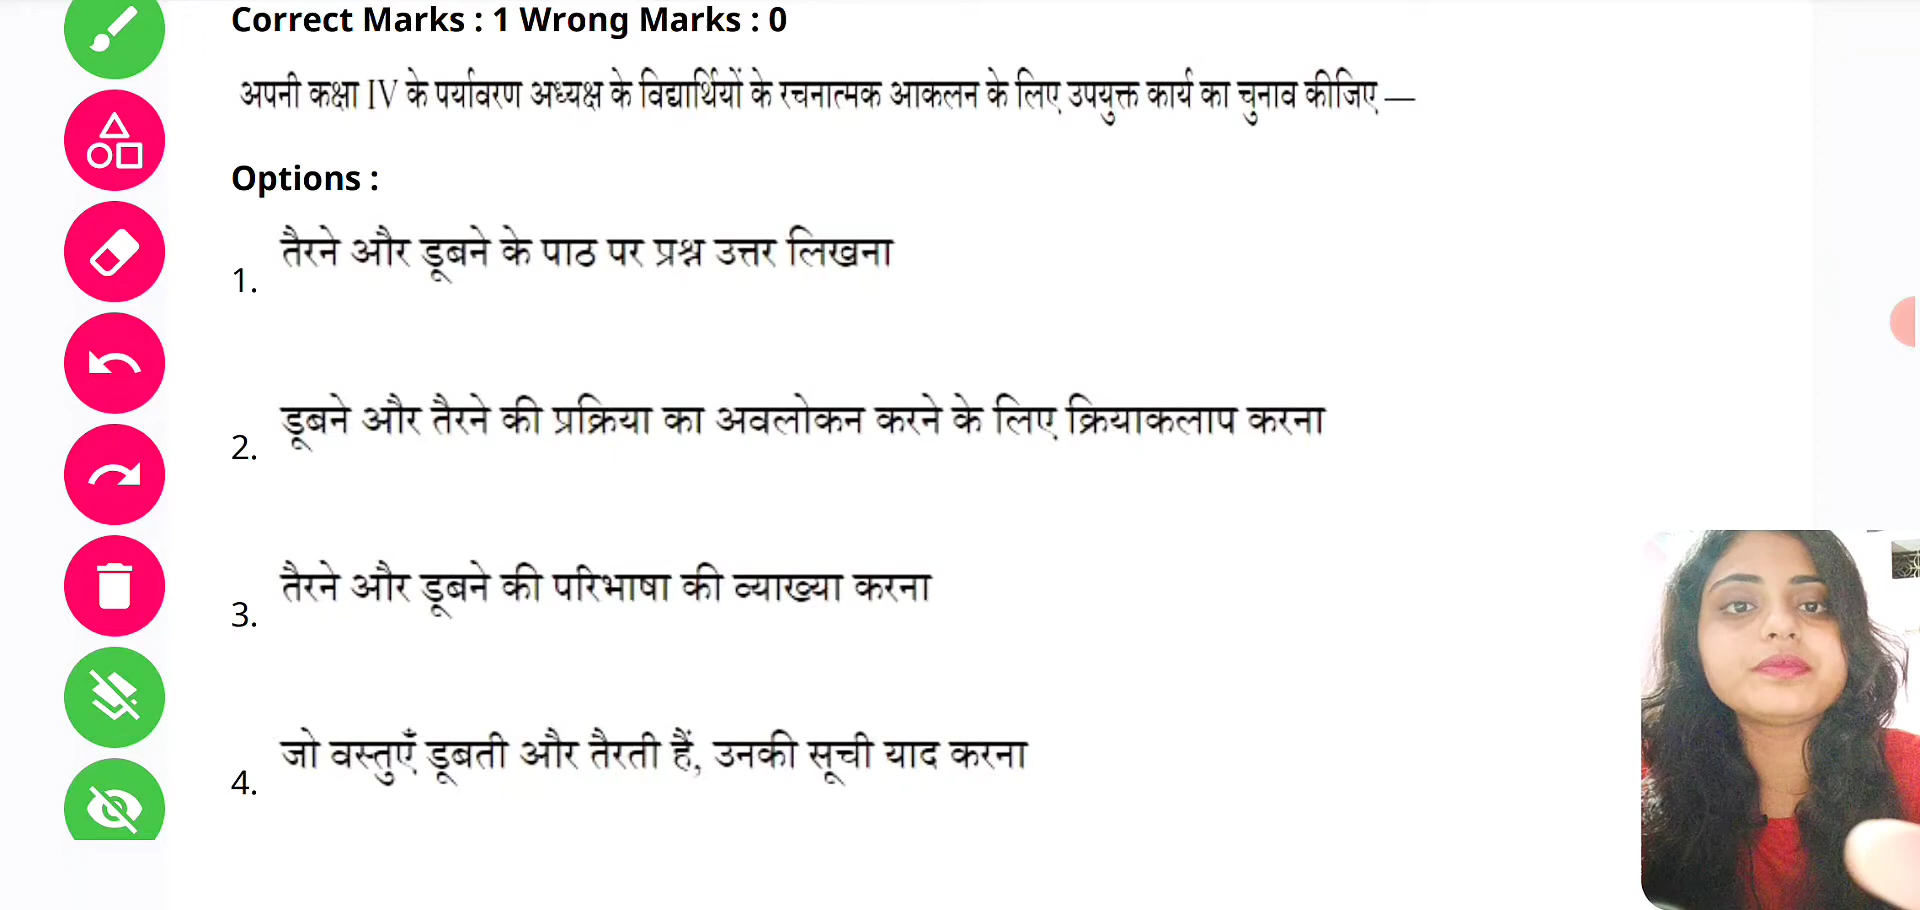 Correct Marks : 1 Wrong Marks : 0
अपनी कक्षा IV के पर्यावरण अध्यक्ष के विद्यार्थियों के रचनात्मक आकलन के लिए उपयुक्त कार्य का चुनाव कीजिए —
Options :
1. तैरने और डूबने के पाठ पर प्रश्न उत्तर लिखना
2. डूबने और तैरने की प्रक्रिया का अवलोकन करने के लिए क्रियाकलाप करना
3. तैरने और डूबने की परिभाषा की व्याख्या करना
4. जो वस्तुएँ डूबती और तैरती हैं, उनकी सूची याद करना